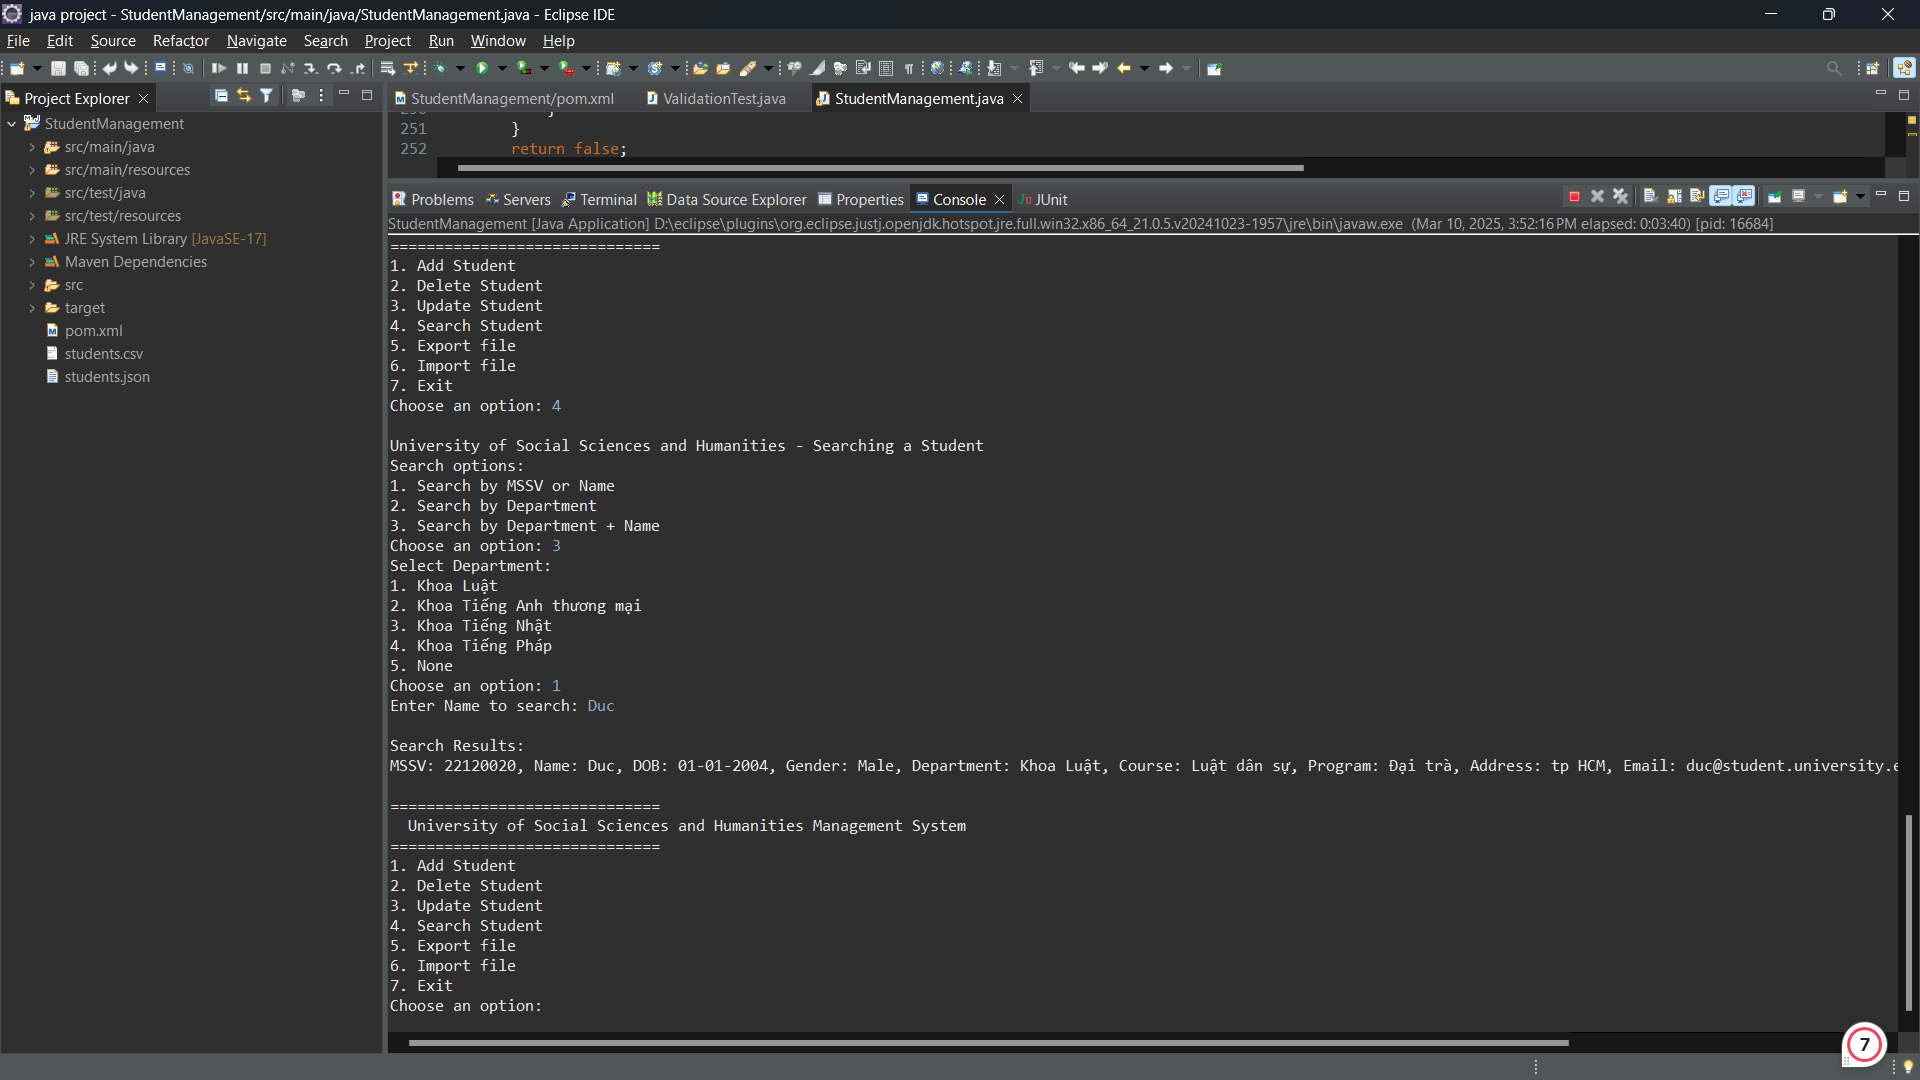 java project - StudentManagement/src/main/java/StudentManagement.java - Eclipse IDE
File Edit Source Refactor Navigate Search Project Run Window Help
Project Explorer
StudentManagement
src/main/java
src/main/resources
src/test/java
src/test/resources
JRE System Library [JavaSE-17]
Maven Dependencies
src
target
pom.xml
students.csv
students.json
StudentManagement/pom.xml ValidationTest.java StudentManagement.java
251 }
252 return false;
Problems Servers Terminal Data Source Explorer Properties Console JUnit
StudentManagement [Java Application] D:\eclipse\plugins\org.eclipse.justj.openjdk.hotspot.jre.full.win32.x86_64_21.0.5.v20241023-1957\jre\bin\javaw.exe (Mar 10, 2025, 3:52:16 PM elapsed: 0:03:40) [pid: 16684]
==============================
1. Add Student
2. Delete Student
3. Update Student
4. Search Student
5. Export file
6. Import file
7. Exit
Choose an option: 4
University of Social Sciences and Humanities - Searching a Student
Search options:
1. Search by MSSV or Name
2. Search by Department
3. Search by Department + Name
Choose an option: 3
Select Department:
1. Khoa Luật
2. Khoa Tiếng Anh thương mại
3. Khoa Tiếng Nhật
4. Khoa Tiếng Pháp
5. None
Choose an option: 1
Enter Name to search: Duc
Search Results:
MSSV: 22120020, Name: Duc, DOB: 01-01-2004, Gender: Male, Department: Khoa Luật, Course: Luật dân sự, Program: Đại trà, Address: tp HCM, Email: duc@student.university.e
==============================
University of Social Sciences and Humanities Management System
==============================
1. Add Student
2. Delete Student
3. Update Student
4. Search Student
5. Export file
6. Import file
7. Exit
Choose an option:
7